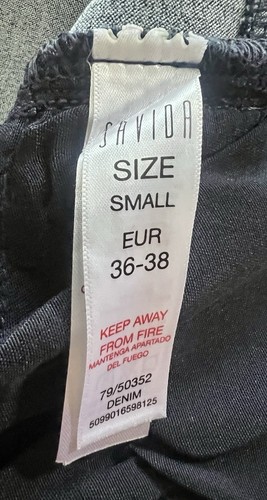 SAVIDA
SIZE
SMALL
EUR
36-38
KEEP AWAY
FROM FIRE
MANTENGA APARTADO
DEL FUEGO
79/50352
DENIM
5099016598125